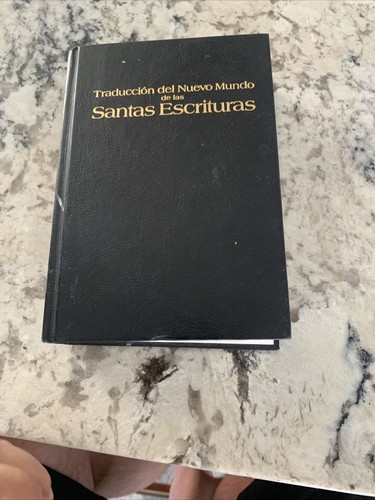 Traducción del Nuevo Mundo
de las
Santas Escrituras